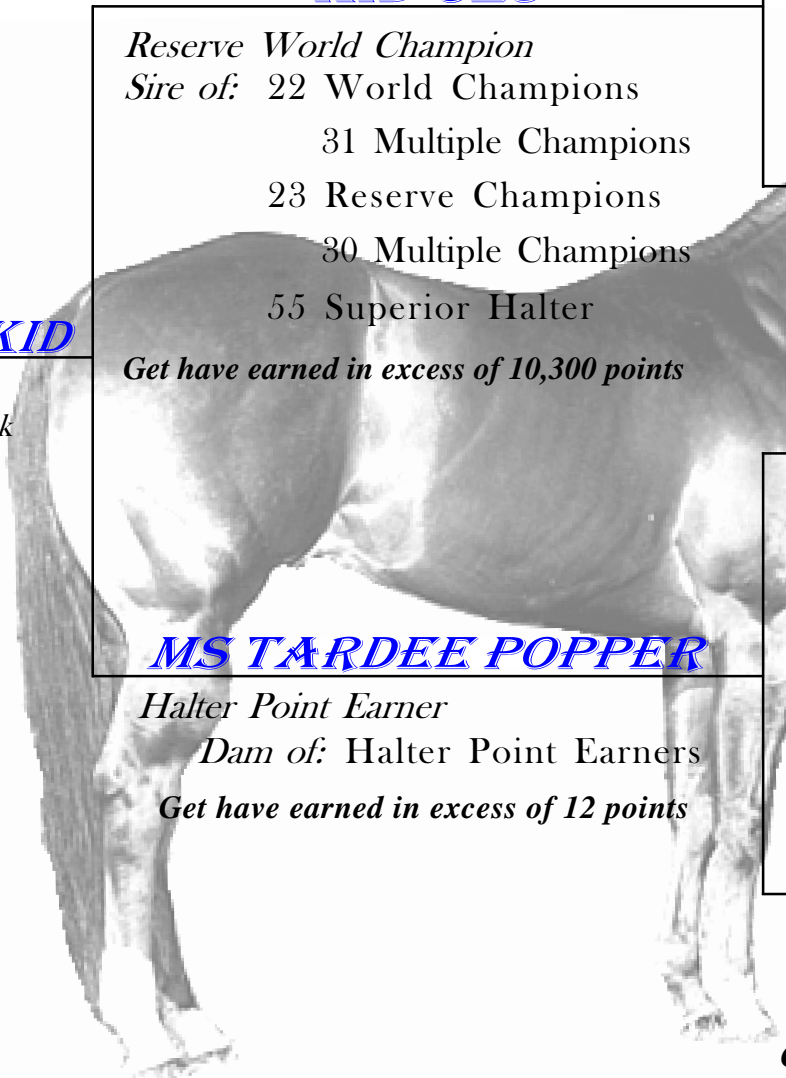 Reserve World Champion
Sire of: 22 World Champions
31 Multiple Champions
23 Reserve Champions
30 Multiple Champions
55 Superior Halter
KID
Get have earned in excess of 10,300 points
k
MS TARDEE POPPER
Halter Point Earner
Dam of: Halter Point Earners
Get have earned in excess of 12 points